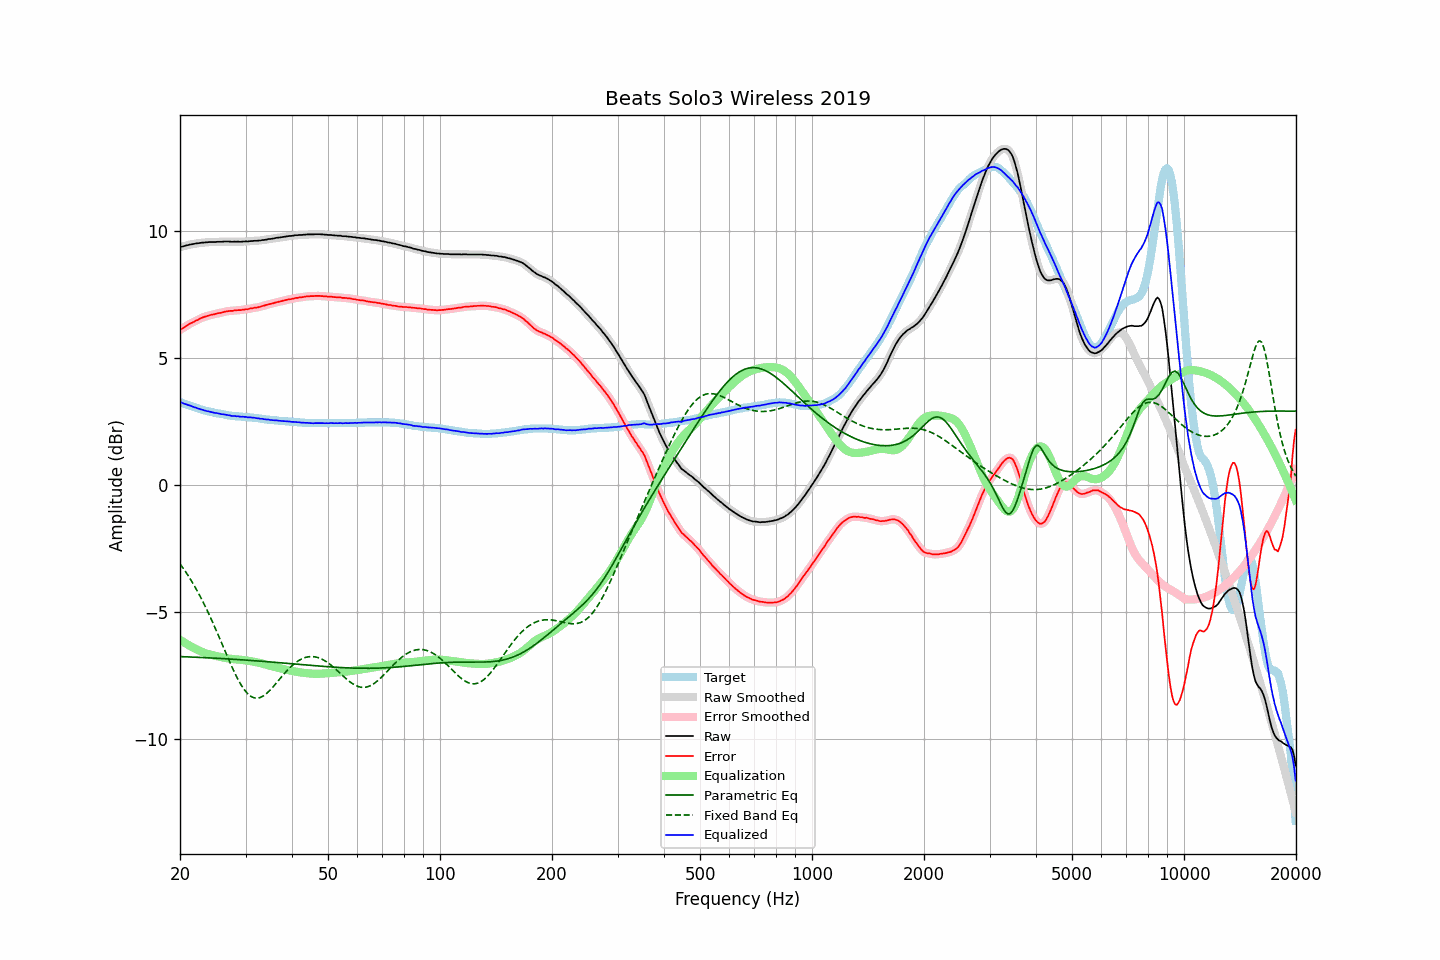 Beats Solo3 Wireless 2019
Amplitude (dBr)
10
5
0
−5
−10
Target
Raw Smoothed
Error Smoothed
Raw
Error
Equalization
Parametric Eq
Fixed Band Eq
Equalized
20 50 100 200 500 1000 2000 5000 10000 20000
Frequency (Hz)